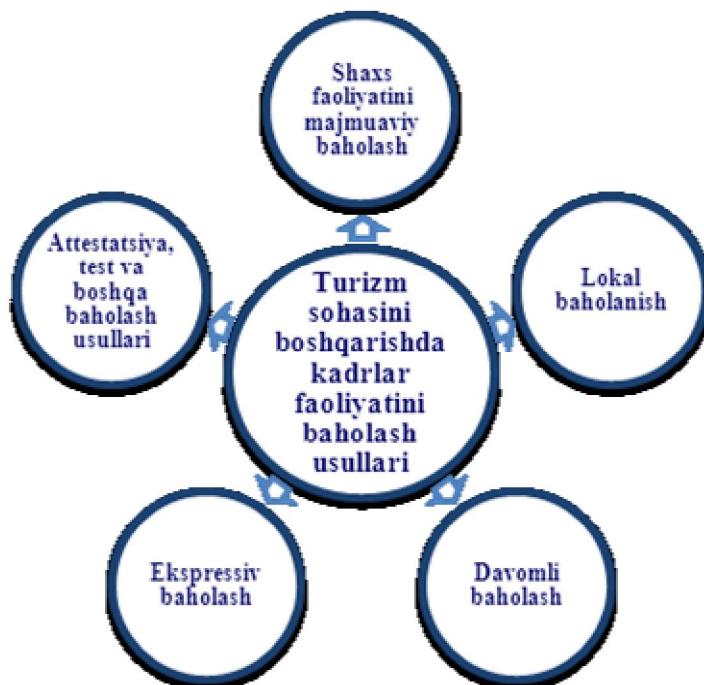 Shaxs
faoliyatini
majmuaviy
baholash
Attestatsiya,
test va
boshqa
baholash
usullari
Turizm
sohasini
boshqarishda
kadrlar
faoliyatini
baholash
usullari
Lokal
baholanish
Ekspressiv
baholash
Davomli
baholash